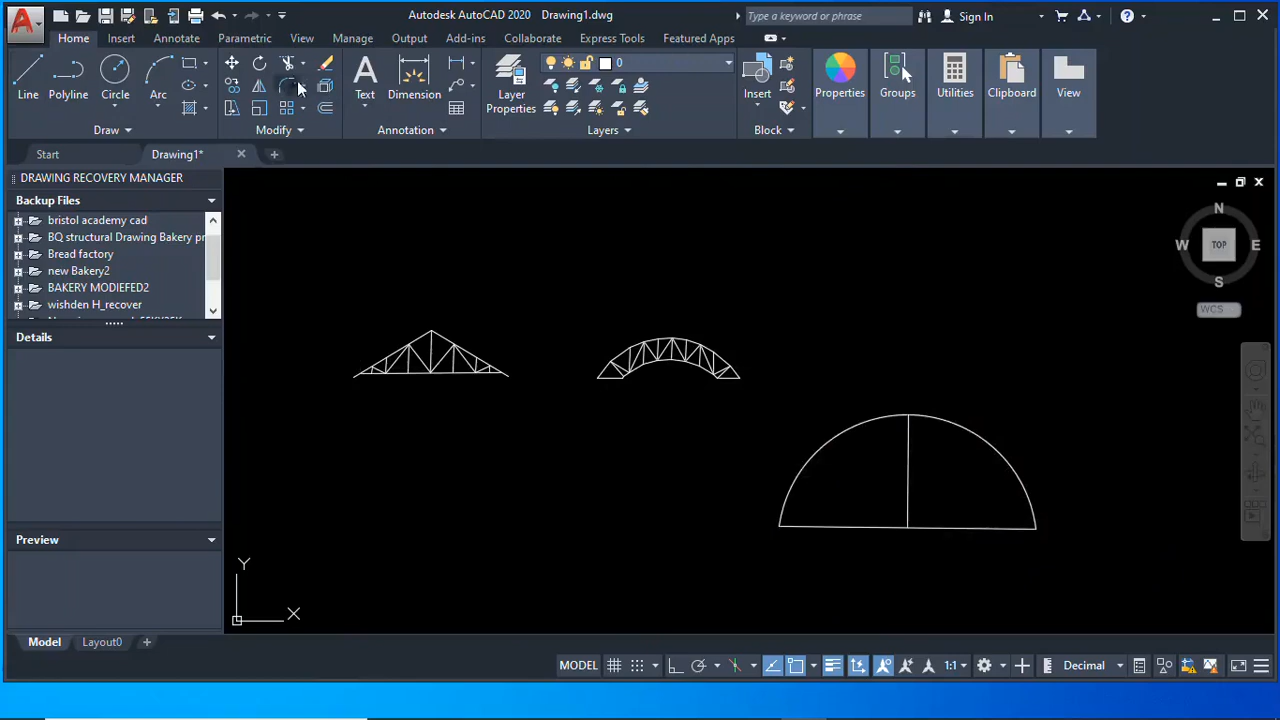 Autodesk AutoCAD 2020 Drawing1.dwg
Type a keyword or phrase
Sign In
Home Insert Annotate Parametric View Manage Output Add-ins Collaborate Express Tools Featured Apps
Line Polyline Circle Arc Text Dimension Layer Properties 0 Insert Properties Groups Utilities Clipboard View
Draw Modify Annotation Layers Block
Start Drawing1*
DRAWING RECOVERY MANAGER
Backup Files
bristol academy cad
BQ structural Drawing Bakery pr
Bread factory
new Bakery2
BAKERY MODIEFED2
wishden H_recover
Details
Preview
N
W TOP E
S
WCS
Y
X
Model Layout0
MODEL 1:1 Decimal